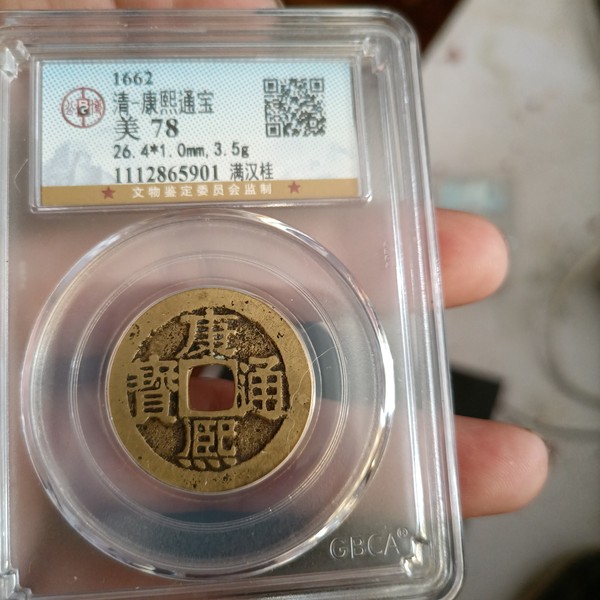 1662
清-康熙通宝
美 78
26.4*1.0mm,3.5g
1112865901 满汉桂
★ 文物鉴定委员会监制 ★
康熙通寶
GBCA®